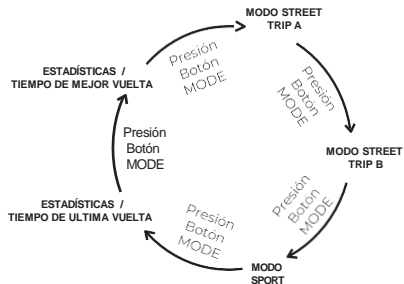 MODO STREET
TRIP A
Presión
Botón
MODE
MODO STREET
TRIP B
Presión
Botón
MODE
MODO
SPORT
Presión
Botón
MODE
ESTADÍSTICAS /
TIEMPO DE ULTIMA VUELTA
Presión
Botón
MODE
ESTADÍSTICAS /
TIEMPO DE MEJOR VUELTA
Presión
Botón
MODE